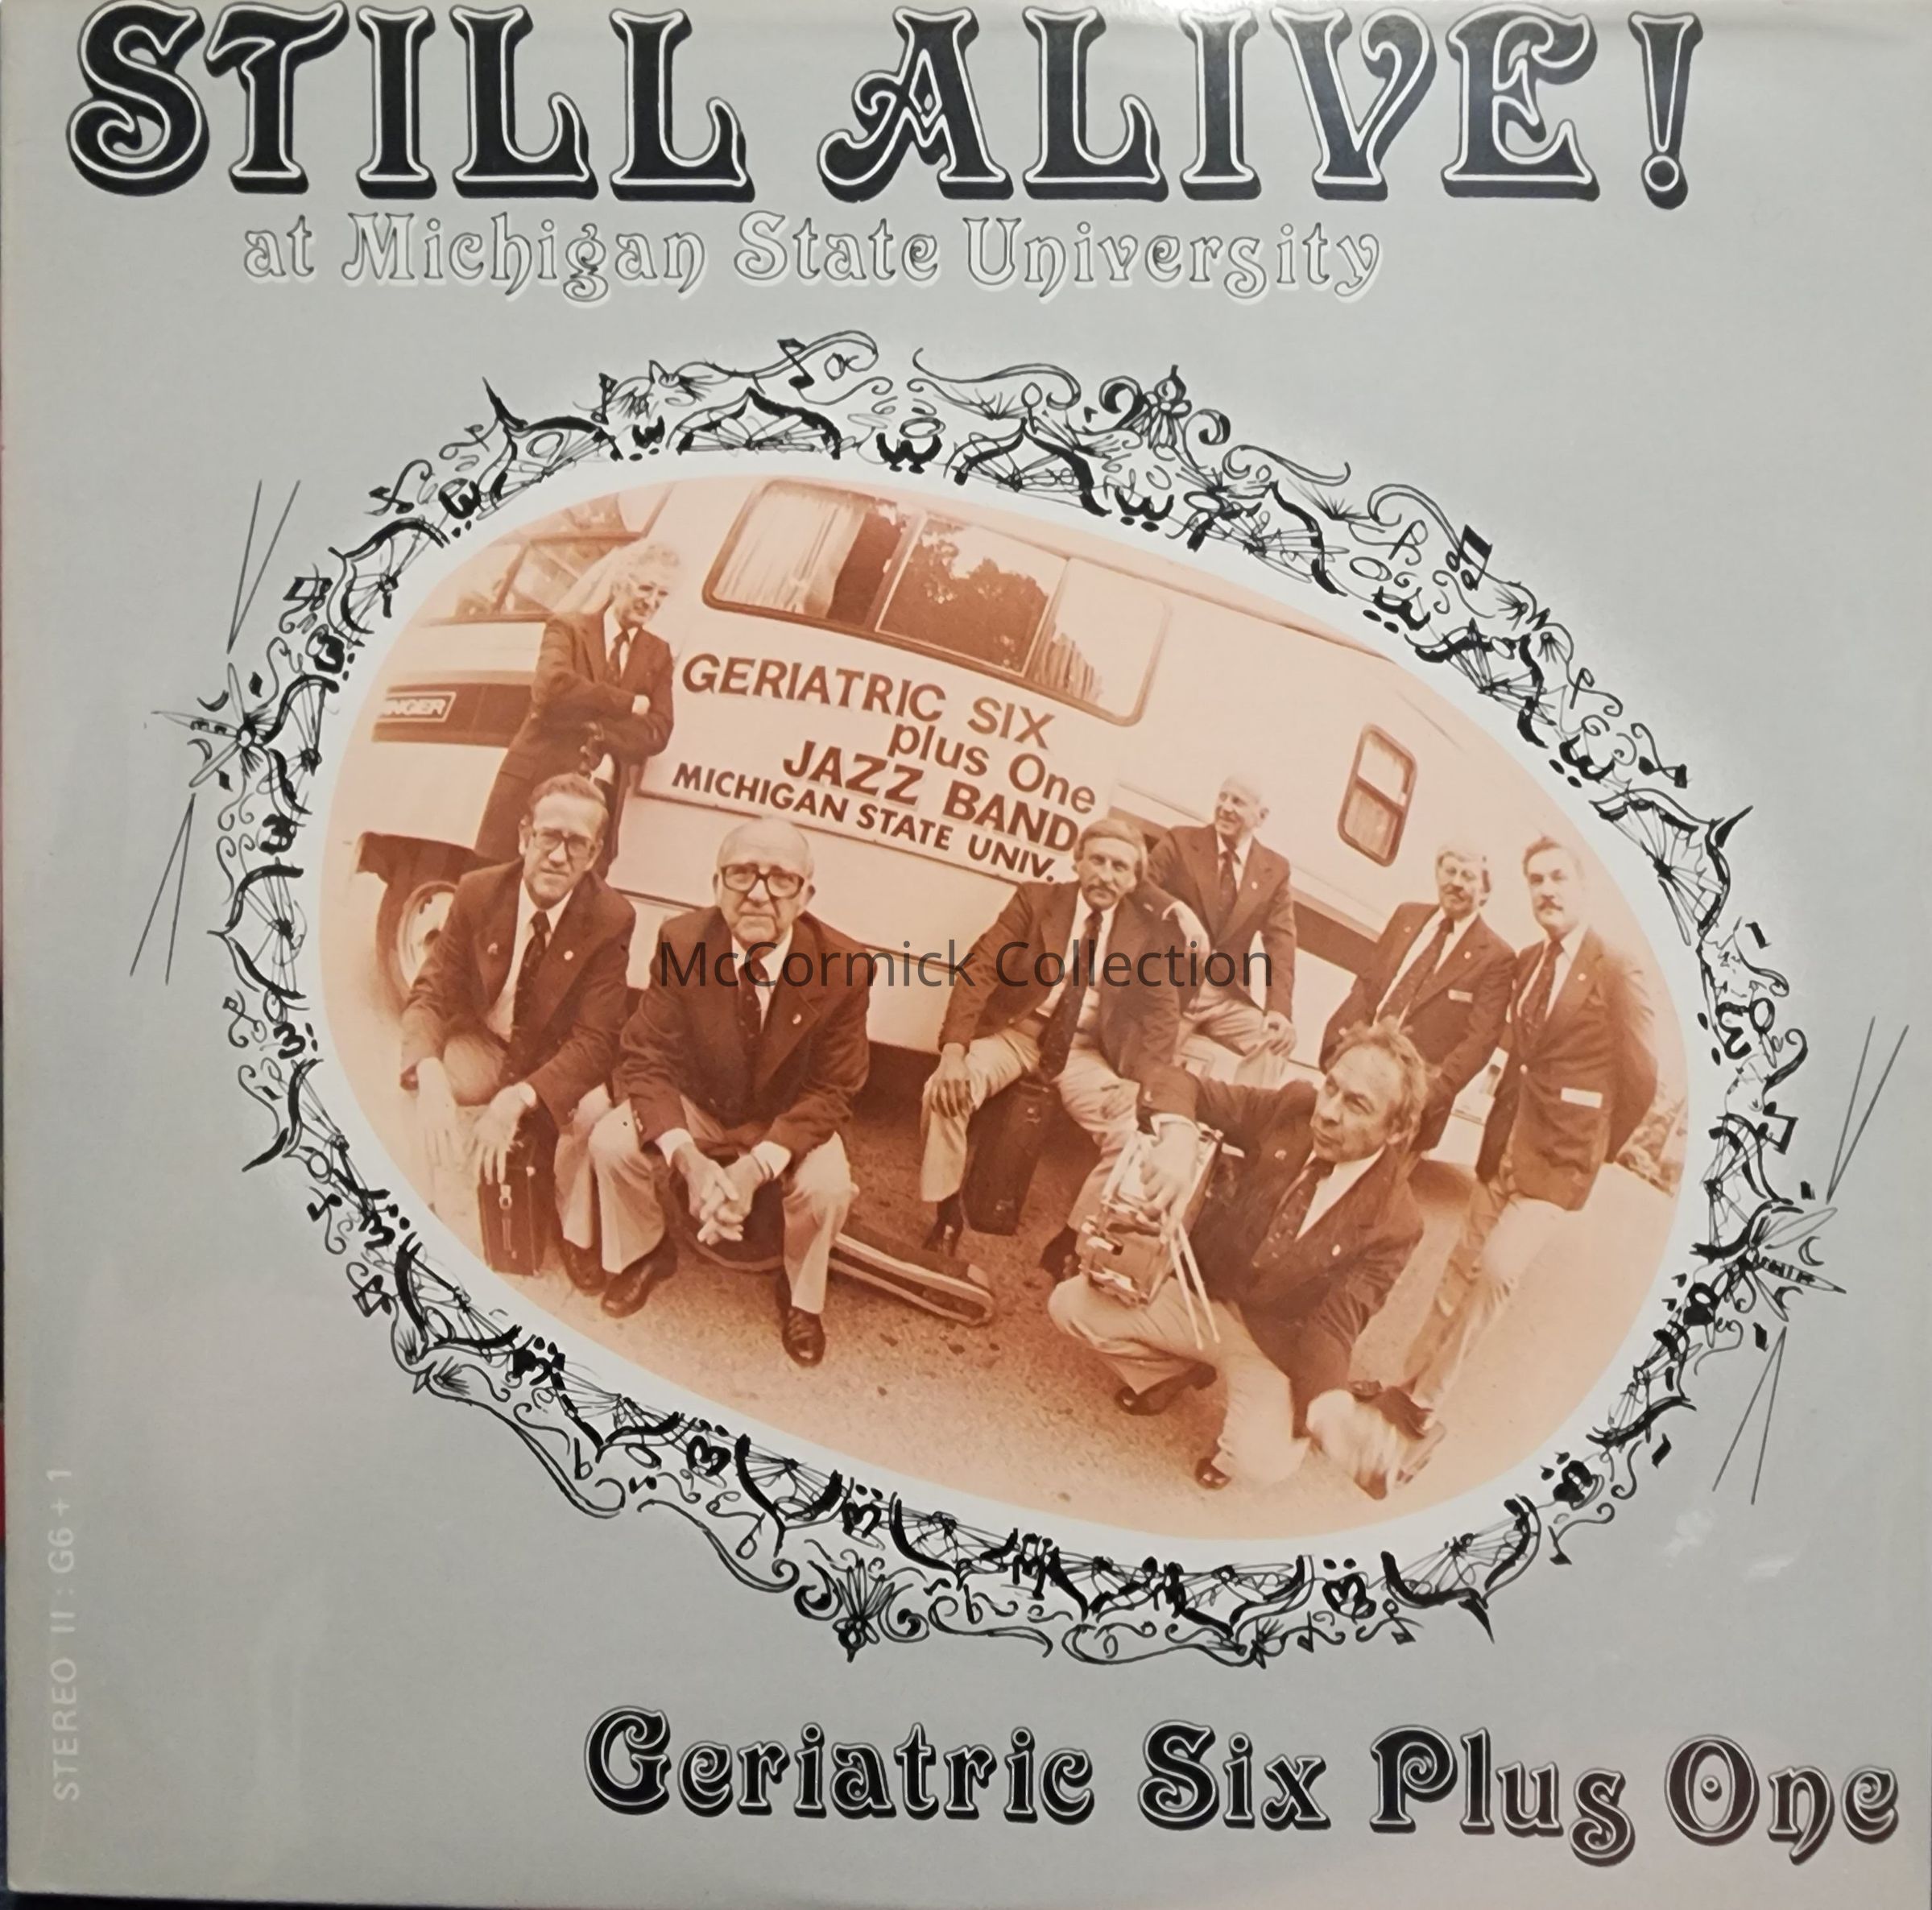 STILL ALIVE!
at Michigan State University
INGER
GERIATRIC SIX
plus One
JAZZ BAND
MICHIGAN STATE UNIV.
McCormick Collection
STEREO II: G6 + 1
Geriatric Six Plus One